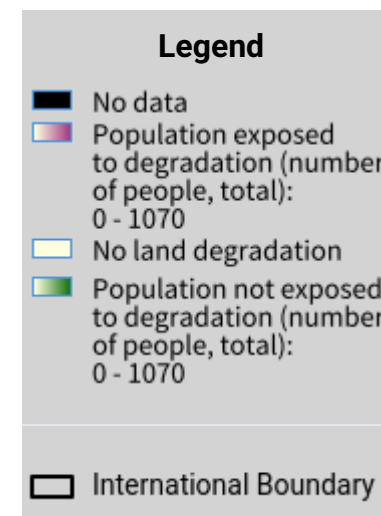 Legend
No data
Population exposed
to degradation (number
of people, total):
0 - 1070
No land degradation
Population not exposed
to degradation (number
of people, total):
0 - 1070
International Boundary